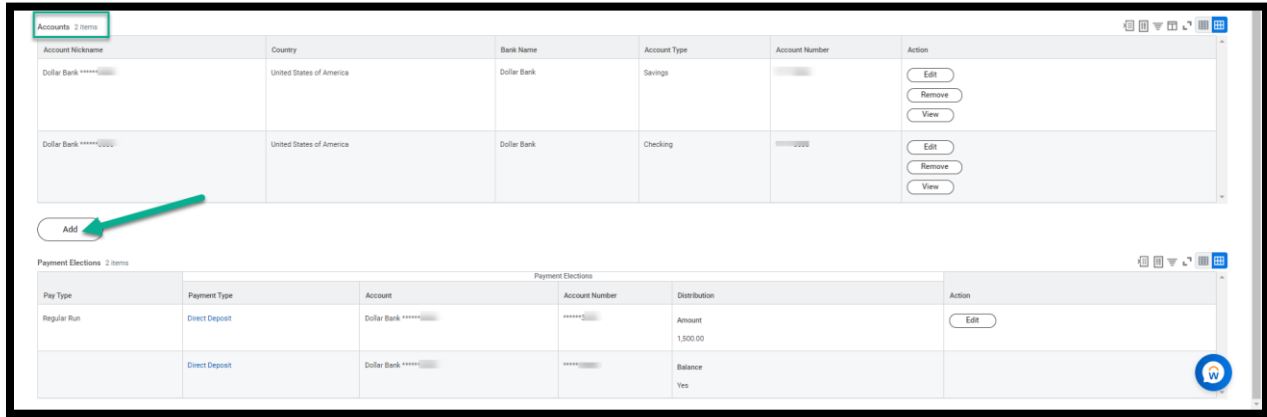 Accounts 2 items
Account Nickname Country Bank Name Account Type Account Number Action
Dollar Bank ****** United States of America Dollar Bank Savings Edit
Remove
View
Dollar Bank ****** United States of America Dollar Bank Checking Edit
Remove
View
Add
Payment Elections 2 items
Payment Elections
Pay Type Payment Type Account Account Number Distribution Action
Regular Run Direct Deposit Dollar Bank ****** ****** Amount Edit
1,500.00
Direct Deposit Dollar Bank ****** ***** Balance
Yes
w